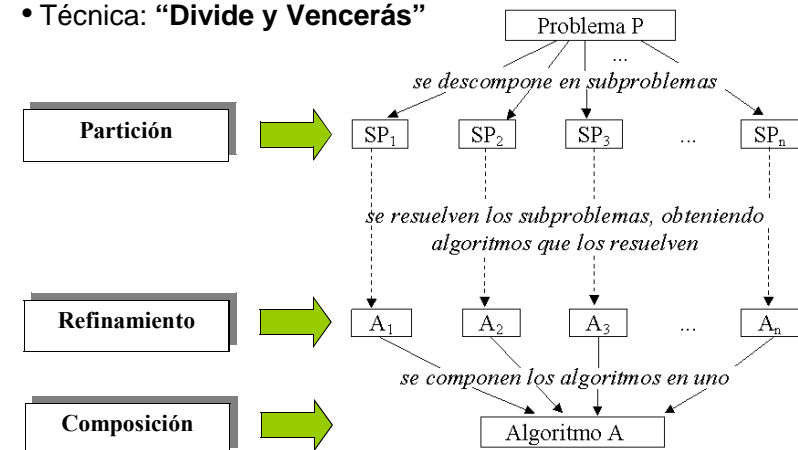 • Técnica: “Divide y Vencerás”
Problema P
...
se descompone en subproblemas
Partición
SP₁ SP₂ SP₃ ... SPₙ
se resuelven los subproblemas, obteniendo
algoritmos que los resuelven
Refinamiento
A₁ A₂ A₃ ... Aₙ
se componen los algoritmos en uno
Composición
Algoritmo A